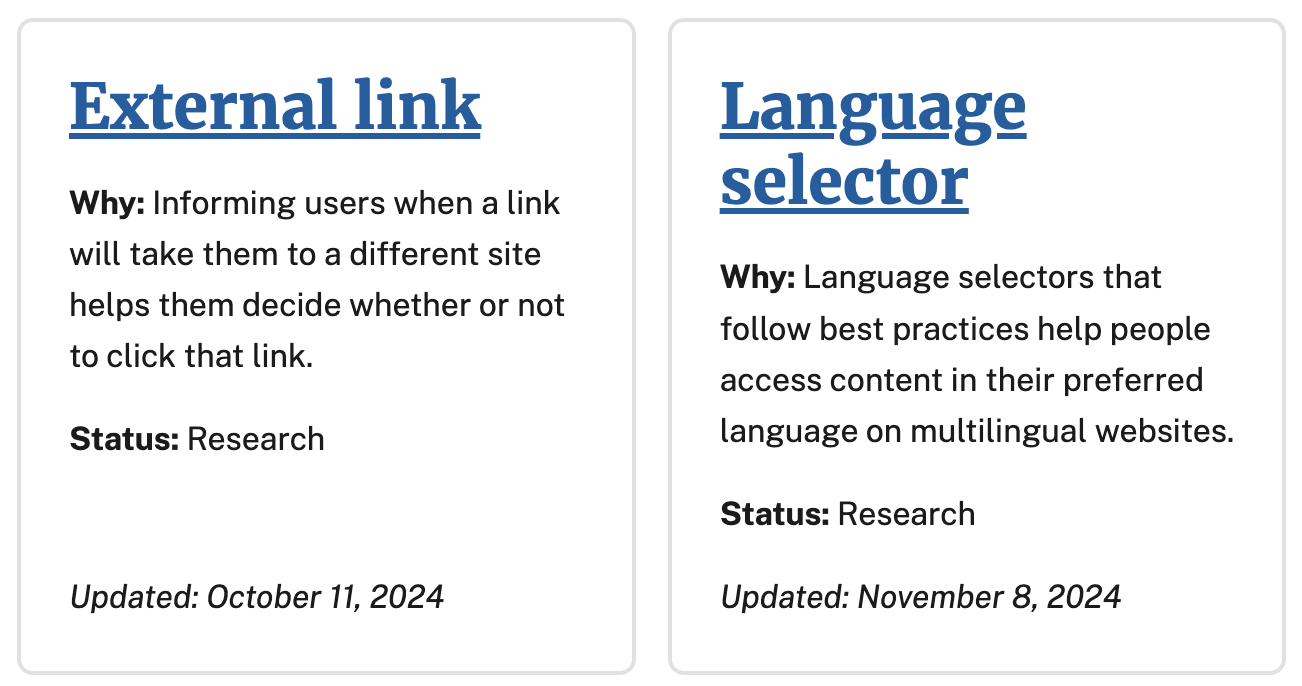 External link
Why: Informing users when a link
will take them to a different site
helps them decide whether or not
to click that link.
Status: Research
Updated: October 11, 2024
Language
selector
Why: Language selectors that
follow best practices help people
access content in their preferred
language on multilingual websites.
Status: Research
Updated: November 8, 2024